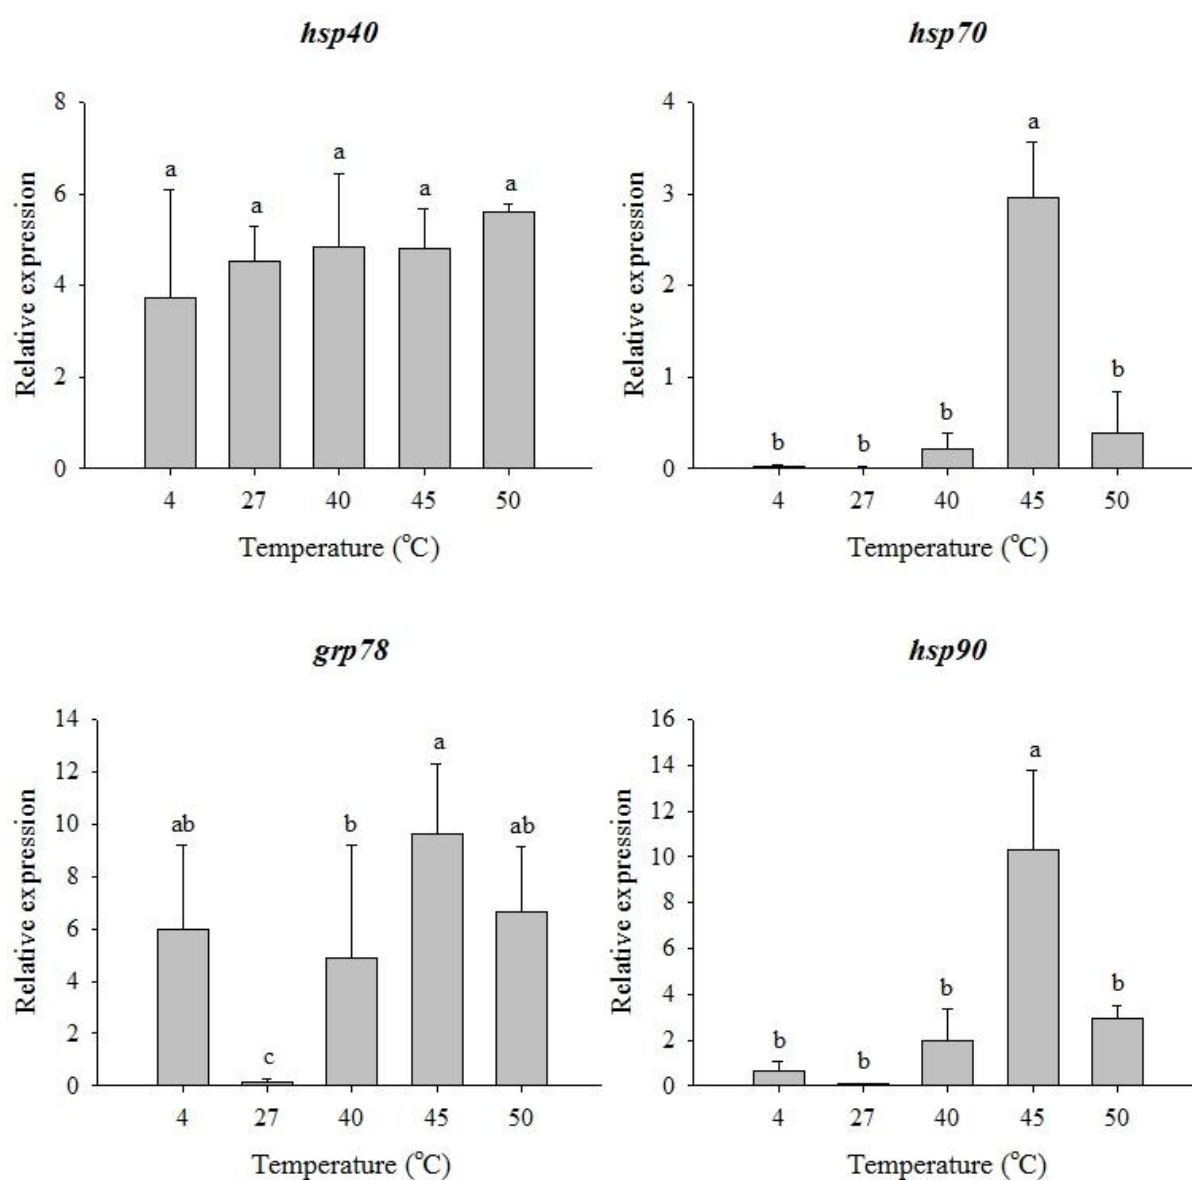 hsp40
8
6
4
2
0
a a a a a
4 27 40 45 50
Relative expression
Temperature (°C)
hsp70
4
3
2
1
0
b b b a b
4 27 40 45 50
Relative expression
Temperature (°C)
grp78
14
12
10
8
6
4
2
0
ab c b a ab
4 27 40 45 50
Relative expression
Temperature (°C)
hsp90
16
14
12
10
8
6
4
2
0
b b b a b
4 27 40 45 50
Relative expression
Temperature (°C)